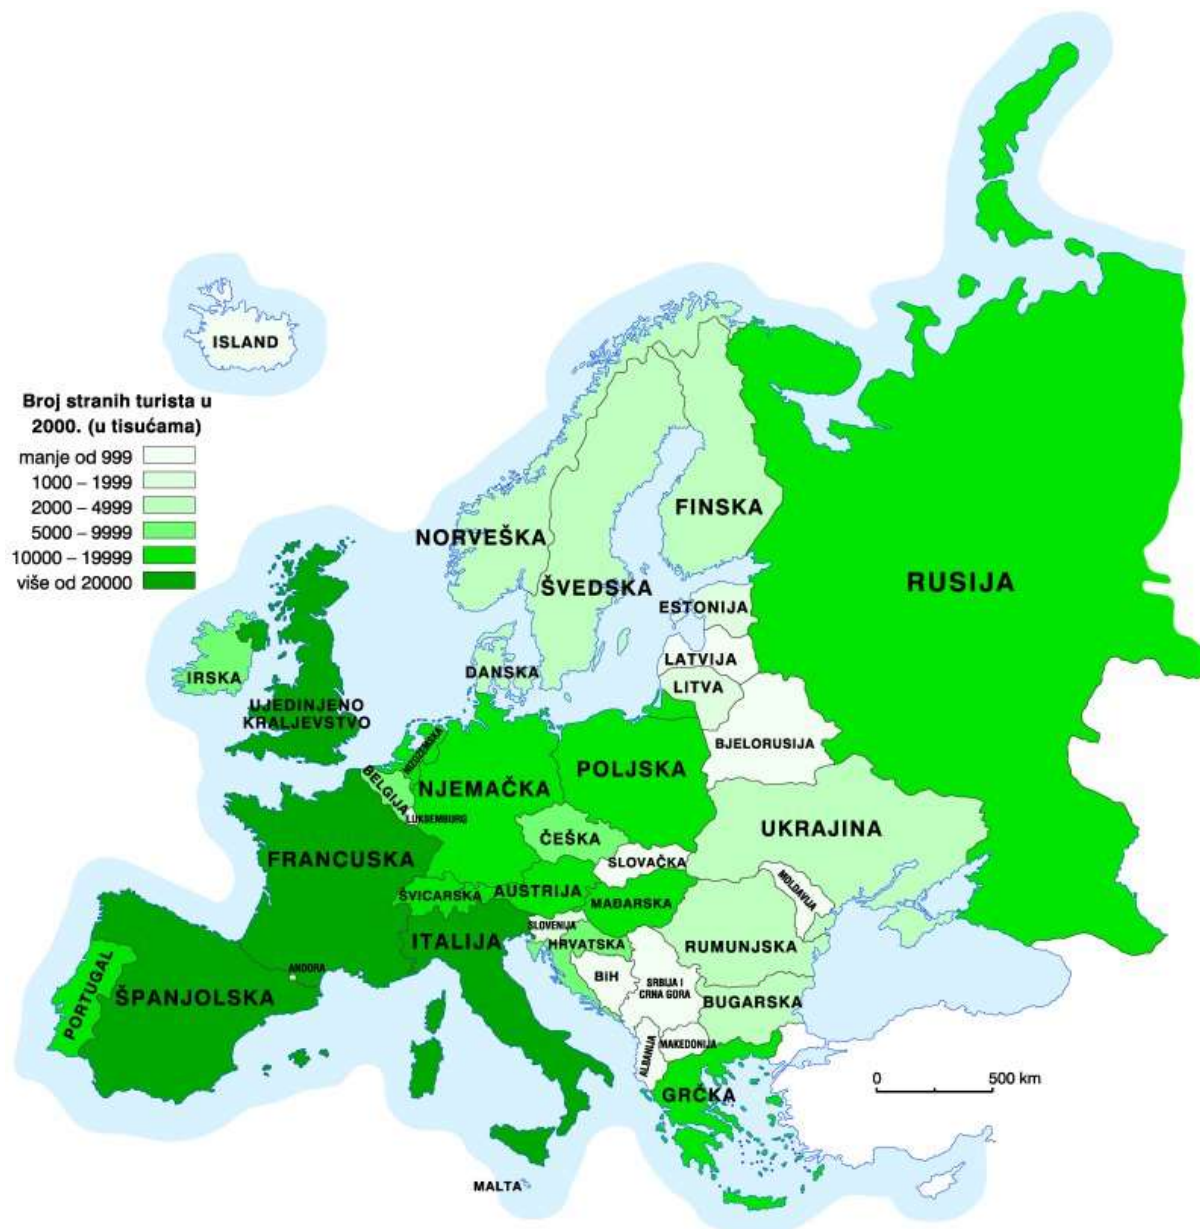 ISLAND
Broj stranih turista u
2000. (u tisućama)
manje od 999
1000 – 1999
2000 – 4999
5000 – 9999
10000 – 19999
više od 20000
NORVEŠKA
FINSKA
ŠVEDSKA
RUSIJA
ESTONIJA
LATVIJA
LITVA
DANSKA
IRSKA
UJEDINJENO
KRALJEVSTVO
BJELORUSIJA
NIZOZEMSKA
BELGIJA
LUKSEMBURG
NJEMAČKA
POLJSKA
UKRAJINA
ČEŠKA
SLOVAČKA
FRANCUSKA
ŠVICARSKA
AUSTRIJA
MAĐARSKA
MOLDAVIJA
ITALIJA
SLOVENIJA
HRVATSKA
RUMUNJSKA
ANDORA
BIH
SRBIJA I
CRNA GORA
BUGARSKA
PORTUGAL
ŠPANJOLSKA
ALBANIJA
MAKEDONIJA
GRČKA
0 500 km
MALTA